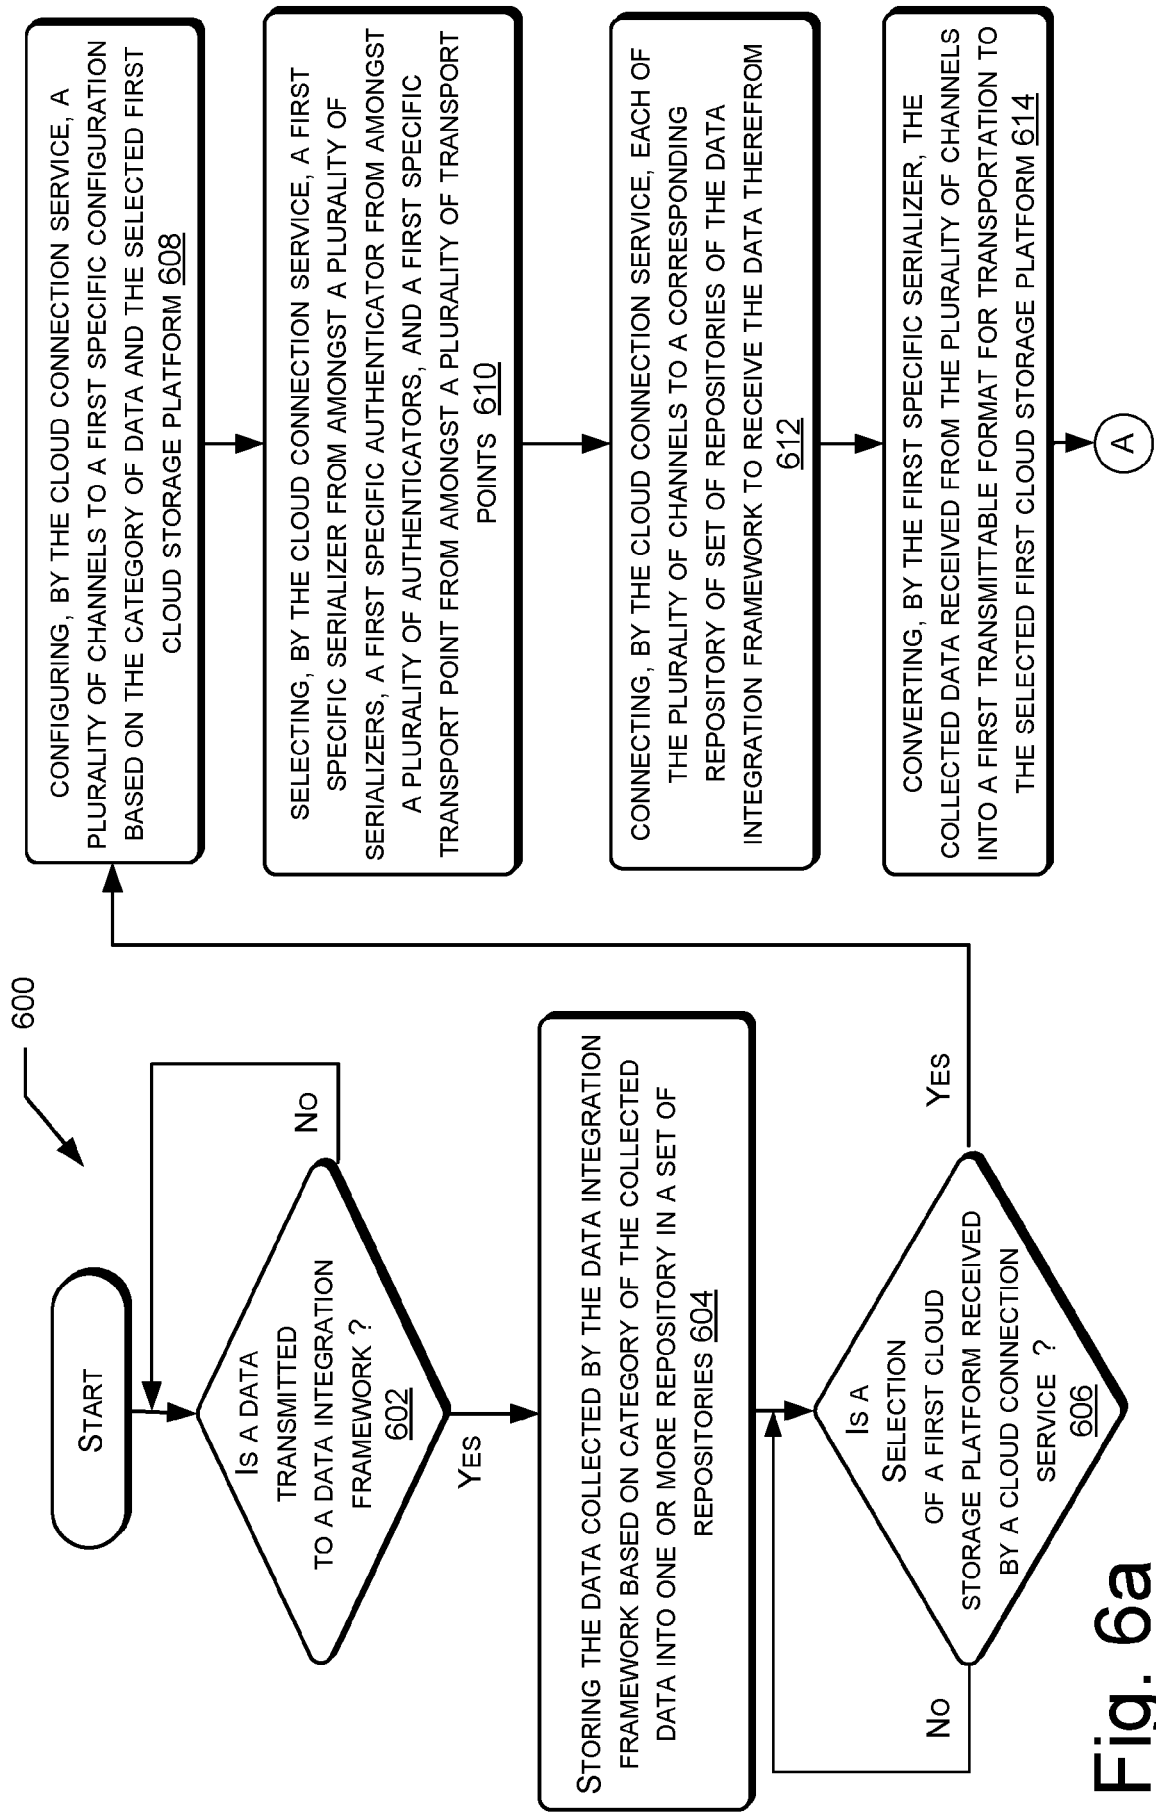 600
START
IS A DATA
TRANSMITTED
TO A DATA INTEGRATION
FRAMEWORK ?
602
NO
YES
STORING THE DATA COLLECTED BY THE DATA INTEGRATION
FRAMEWORK BASED ON CATEGORY OF THE COLLECTED
DATA INTO ONE OR MORE REPOSITORY IN A SET OF
REPOSITORIES 604
IS A
SELECTION
OF A FIRST CLOUD
STORAGE PLATFORM RECEIVED
BY A CLOUD CONNECTION
SERVICE ?
606
NO
YES
CONFIGURING, BY THE CLOUD CONNECTION SERVICE, A
PLURALITY OF CHANNELS TO A FIRST SPECIFIC CONFIGURATION
BASED ON THE CATEGORY OF DATA AND THE SELECTED FIRST
CLOUD STORAGE PLATFORM 608
SELECTING, BY THE CLOUD CONNECTION SERVICE, A FIRST
SPECIFIC SERIALIZER FROM AMONGST A PLURALITY OF
SERIALIZERS, A FIRST SPECIFIC AUTHENTICATOR FROM AMONGST
A PLURALITY OF AUTHENTICATORS, AND A FIRST SPECIFIC
TRANSPORT POINT FROM AMONGST A PLURALITY OF TRANSPORT
POINTS 610
CONNECTING, BY THE CLOUD CONNECTION SERVICE, EACH OF
THE PLURALITY OF CHANNELS TO A CORRESPONDING
REPOSITORY OF SET OF REPOSITORIES OF THE DATA
INTEGRATION FRAMEWORK TO RECEIVE THE DATA THEREFROM
612
CONVERTING, BY THE FIRST SPECIFIC SERIALIZER, THE
COLLECTED DATA RECEIVED FROM THE PLURALITY OF CHANNELS
INTO A FIRST TRANSMITTABLE FORMAT FOR TRANSPORTATION TO
THE SELECTED FIRST CLOUD STORAGE PLATFORM 614
A
Fig. 6a